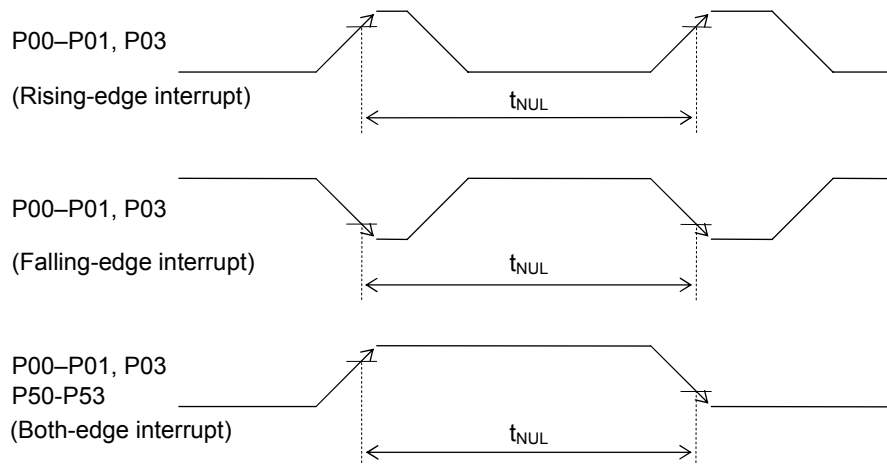 P00–P01, P03
(Rising-edge interrupt)
tNUL
P00–P01, P03
(Falling-edge interrupt)
tNUL
P00–P01, P03
P50-P53
(Both-edge interrupt)
tNUL